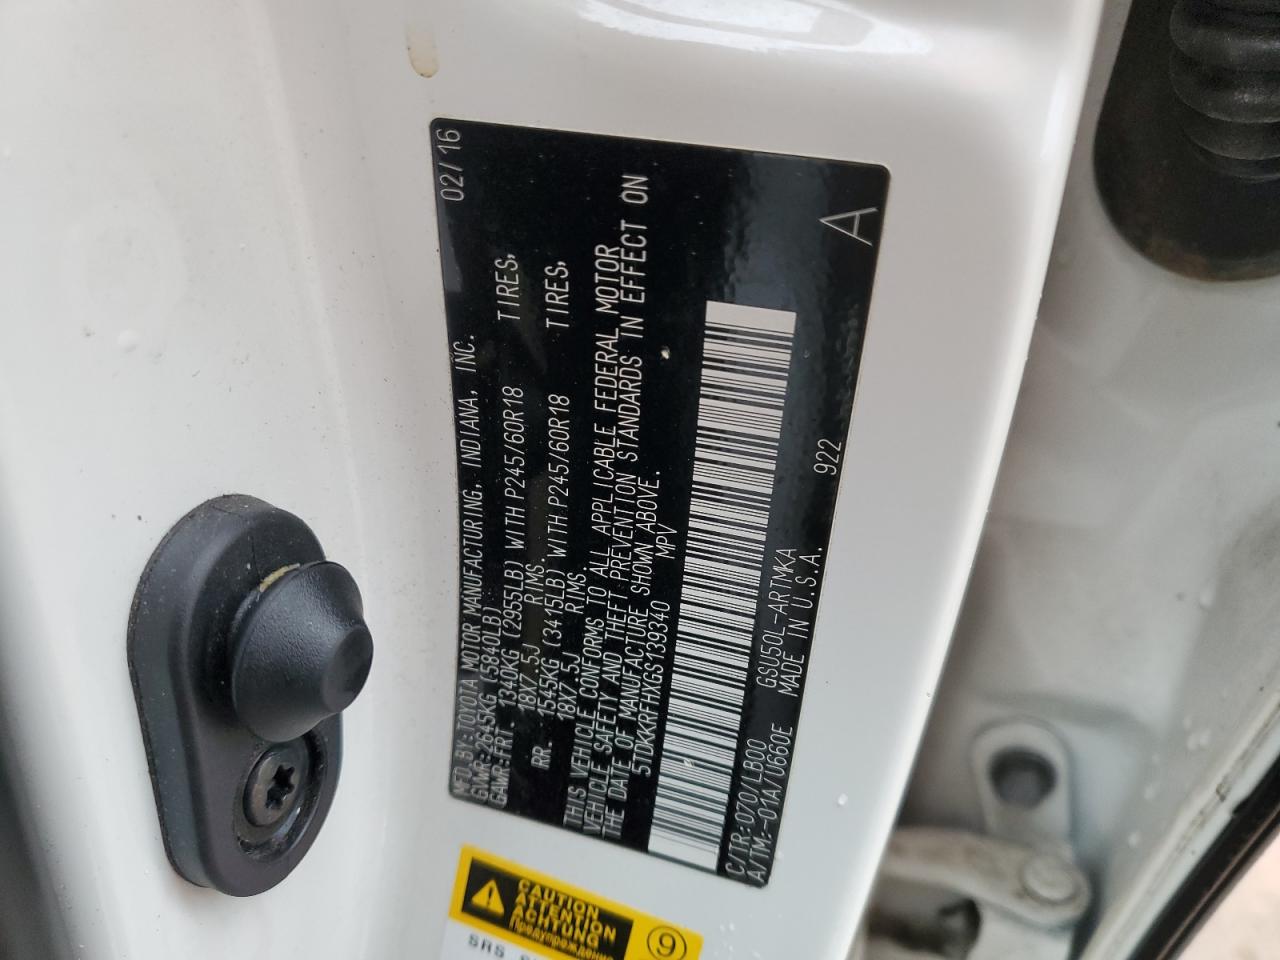 MFD.BY:TOYOTA MOTOR MANUFACTURING, INDIANA, INC. 02/16
GVWR:2645KG (5840LB)
GAWR:FRT. 1340KG (2955LB) WITH P245/60R18 TIRES,
18X7.5J RIMS.
RR. 1545KG (3415LB) WITH P245/60R18 TIRES,
18X7.5J RIMS.
THIS VEHICLE CONFORMS TO ALL APPLICABLE FEDERAL MOTOR
VEHICLE SAFETY AND THEFT PREVENTION STANDARDS IN EFFECT ON
THE DATE OF MANUFACTURE SHOWN ABOVE.
5TDKKRFHXGS139340 MPV
C/TR:070/LB00 GSU50L-ARTMKA 922 A
A/TM:-01A/U660E MADE IN U.S.A.
CAUTION
ATTENTION
ACHTUNG
Предупреждение
9
SRS